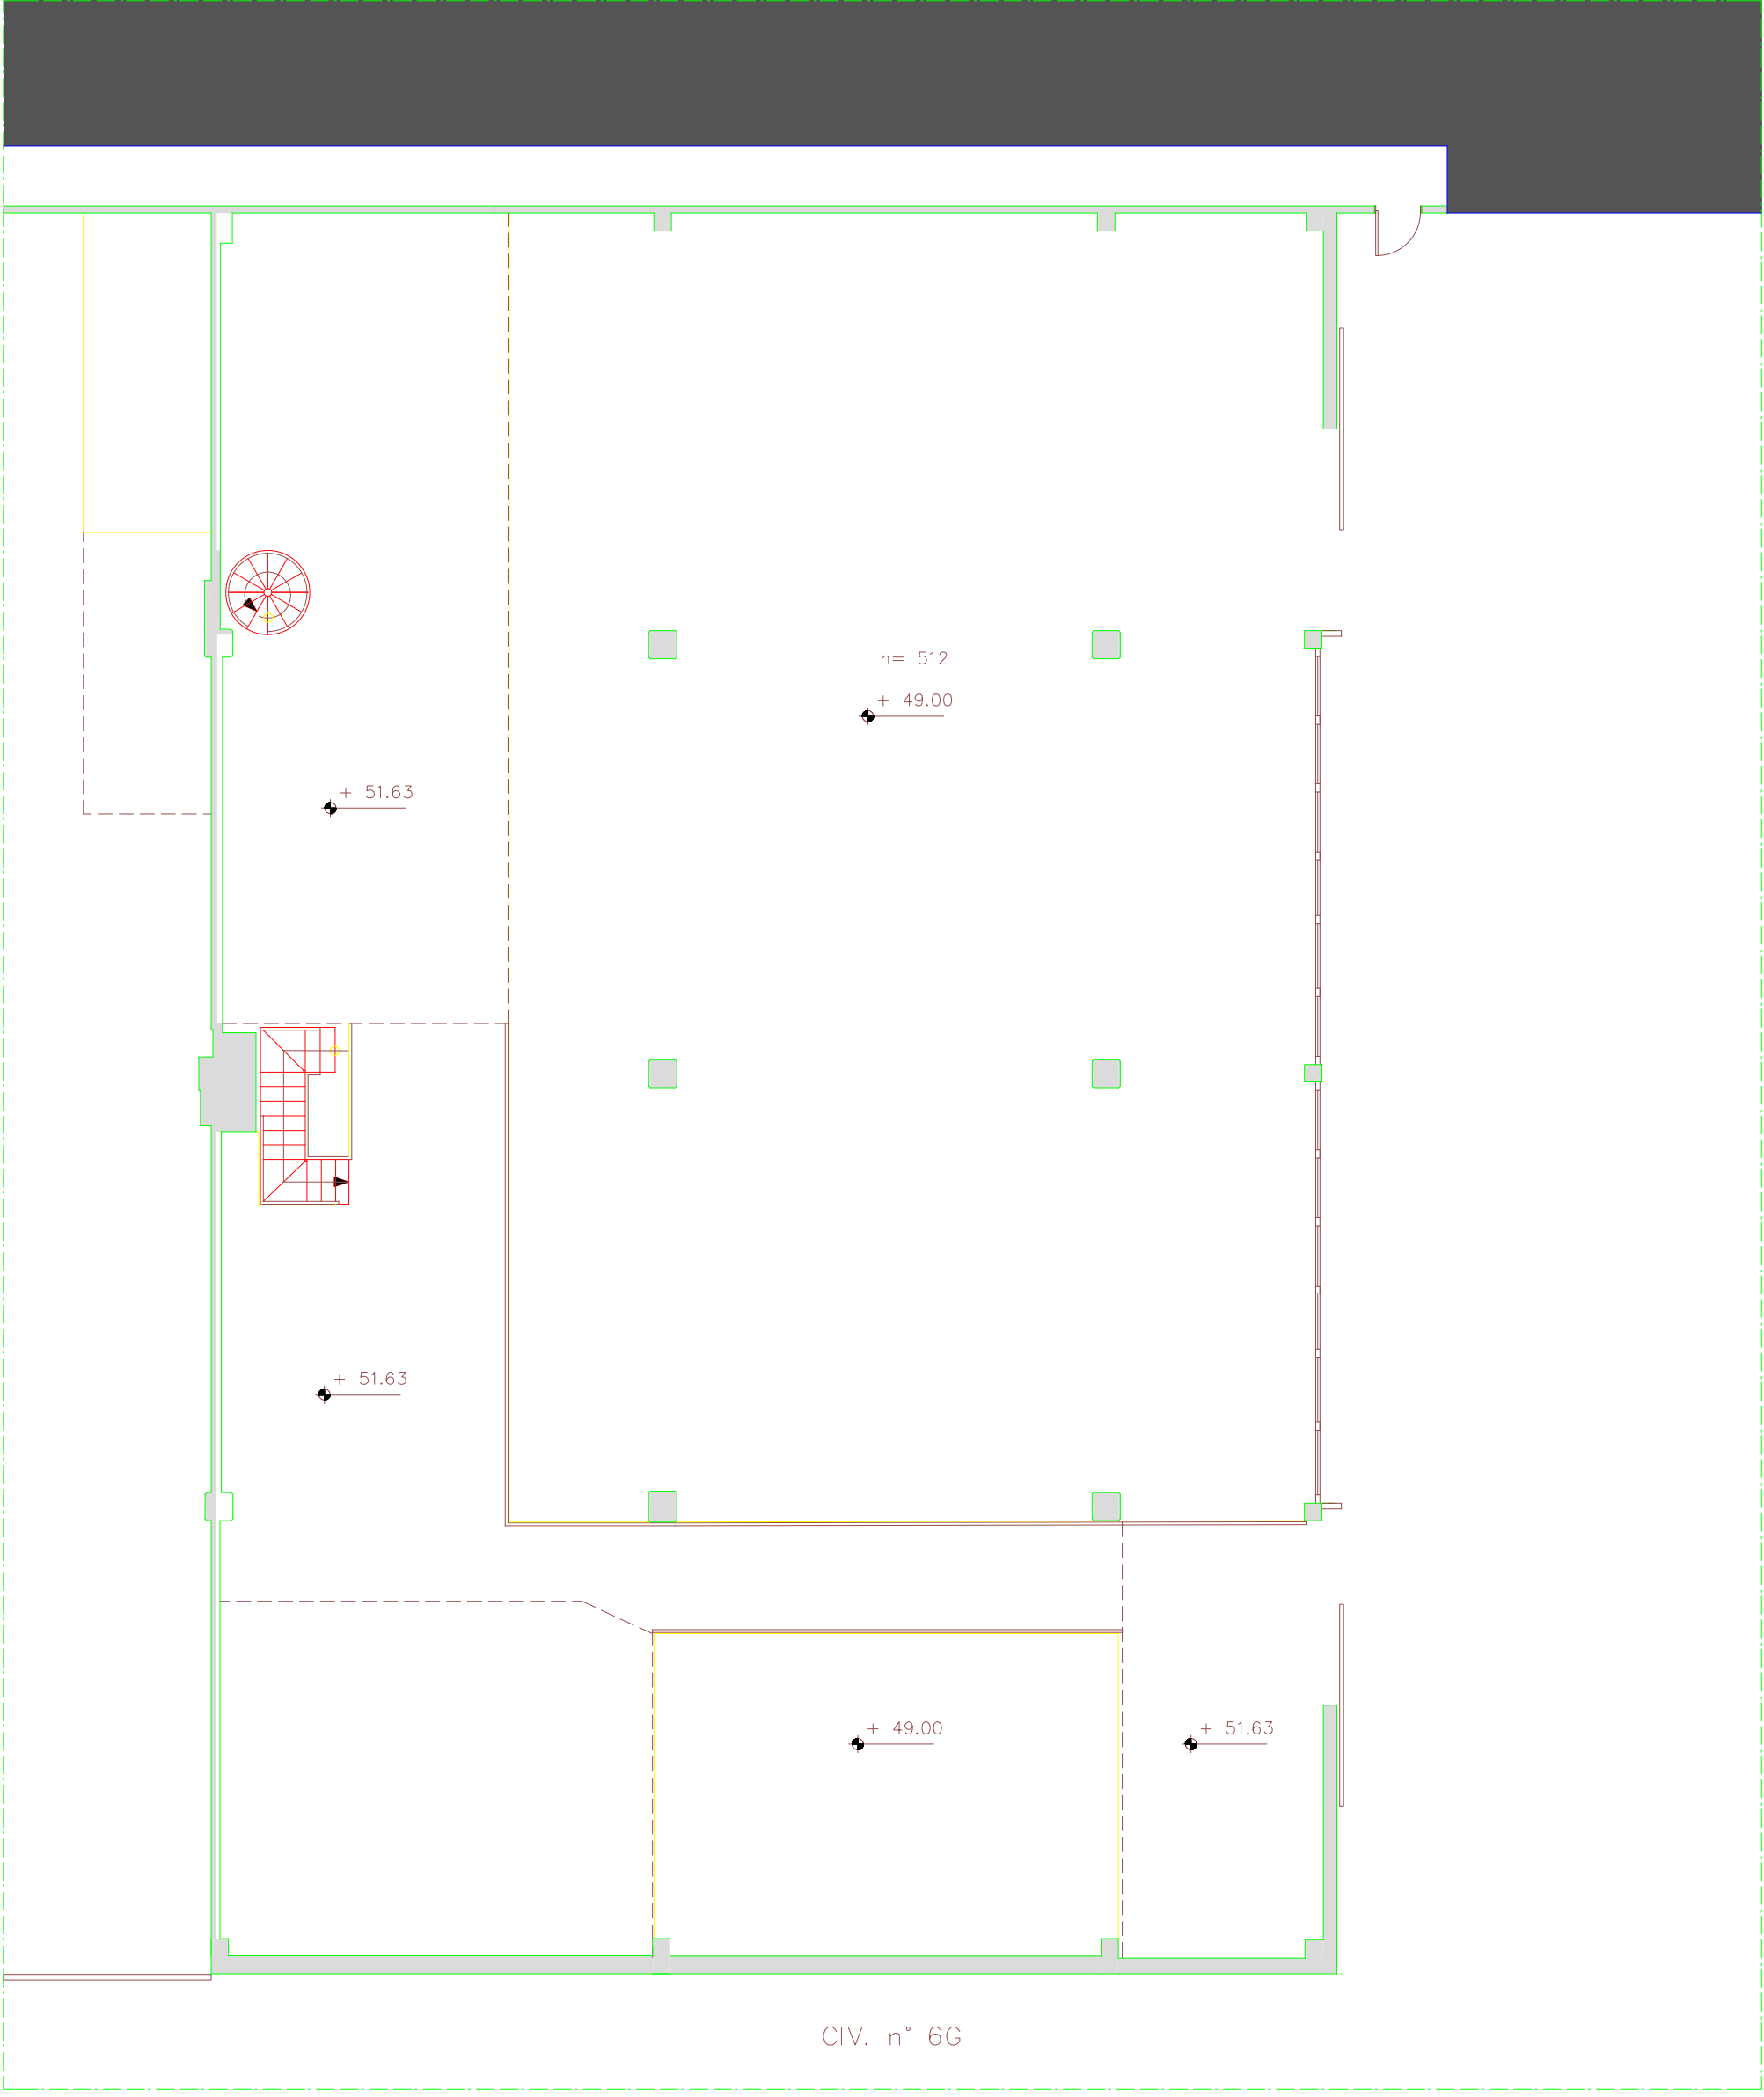 h= 512
+ 49.00
+ 51.63
+ 51.63
+ 49.00
+ 51.63
CIV. n° 6G